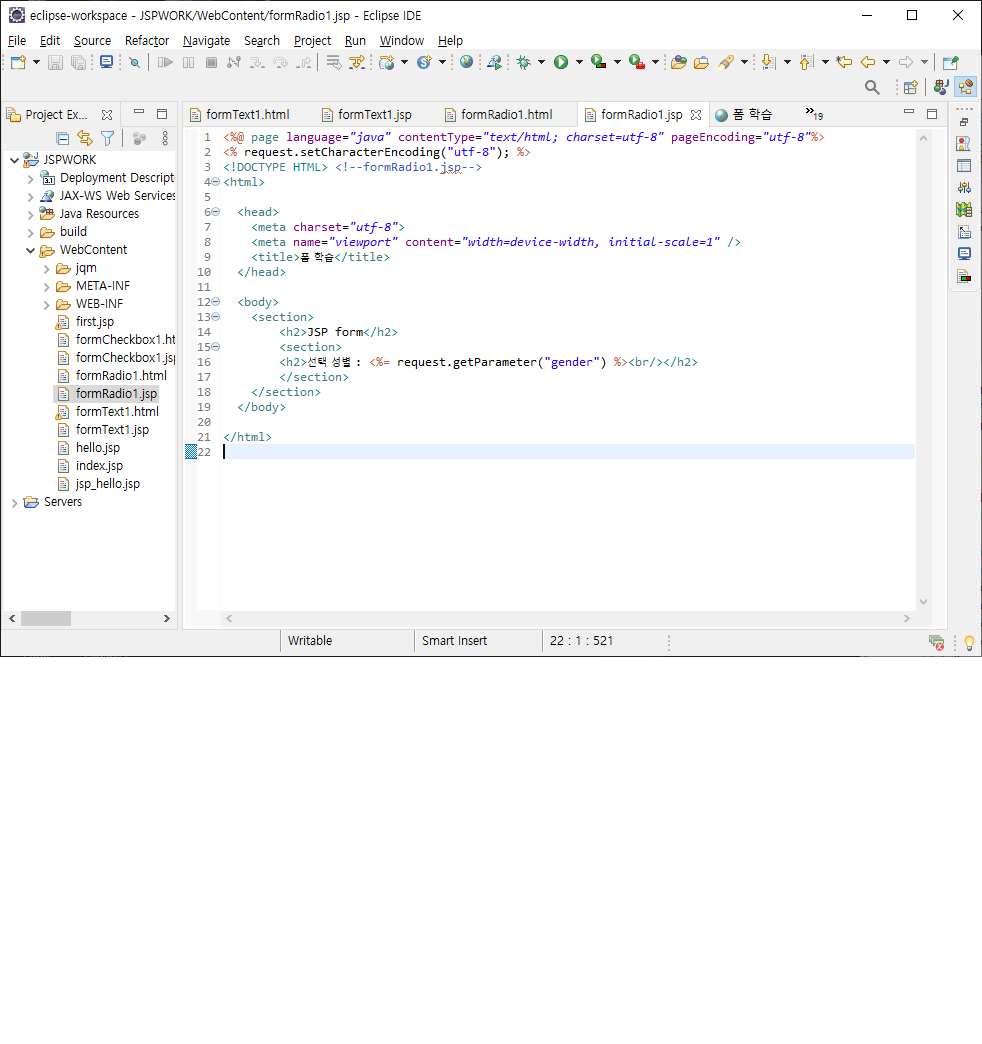 eclipse-workspace - JSPWORK/WebContent/formRadio1.jsp - Eclipse IDE
File Edit Source Refactor Navigate Search Project Run Window Help
Project Ex...
JSPWORK
Deployment Descript
JAX-WS Web Services
Java Resources
build
WebContent
jqm
META-INF
WEB-INF
first.jsp
formCheckbox1.ht
formCheckbox1.jsp
formRadio1.html
formRadio1.jsp
formText1.html
formText1.jsp
hello.jsp
index.jsp
jsp_hello.jsp
Servers
formText1.html formText1.jsp formRadio1.html formRadio1.jsp 폼 학습 »19
1 <%@ page language="java" contentType="text/html; charset=utf-8" pageEncoding="utf-8"%>
2 <% request.setCharacterEncoding("utf-8"); %>
3 <!DOCTYPE HTML> <!--formRadio1.jsp-->
4 <html>
5
6 <head>
7 <meta charset="utf-8">
8 <meta name="viewport" content="width=device-width, initial-scale=1" />
9 <title>폼 학습</title>
10 </head>
11
12 <body>
13 <section>
14 <h2>JSP form</h2>
15 <section>
16 <h2>선택 성별 : <%= request.getParameter("gender") %><br/></h2>
17 </section>
18 </section>
19 </body>
20
21 </html>
22
Writable Smart Insert 22 : 1 : 521